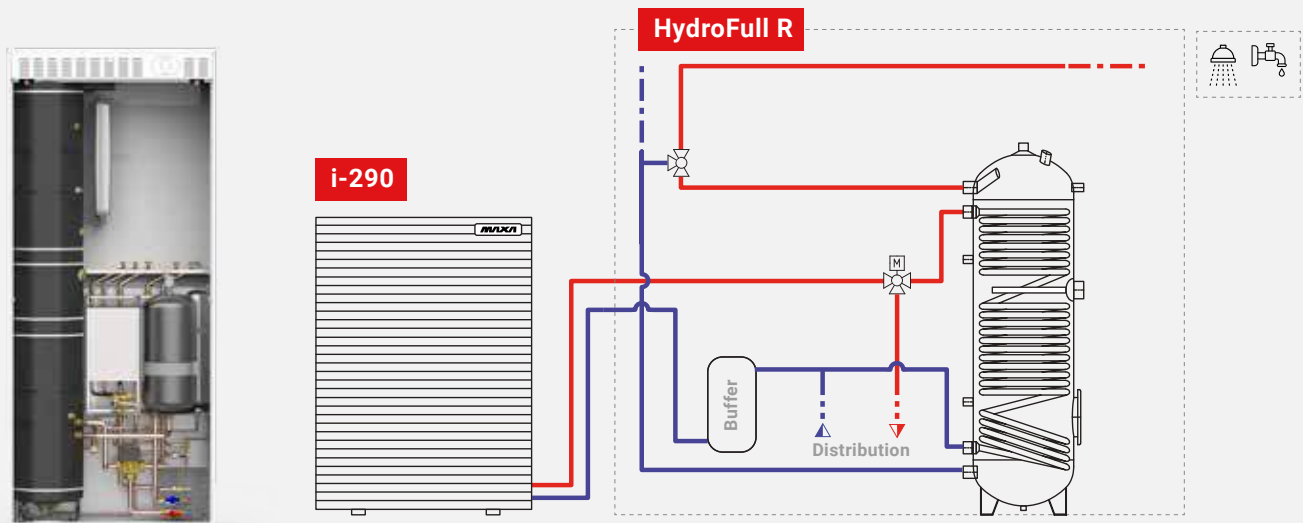 HydroFull R
i-290
MAXA
M
Buffer
Distribution